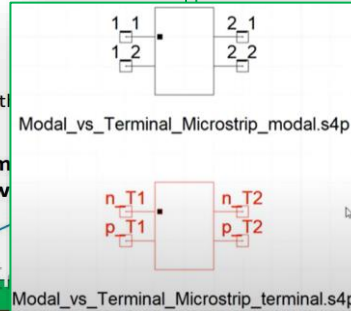 1_1 2_1
1_2 2_2
Modal_vs_Terminal_Microstrip_modal.s4p
n_T1 n_T2
p_T1 p_T2
Modal_vs_Terminal_Microstrip_terminal.s4p